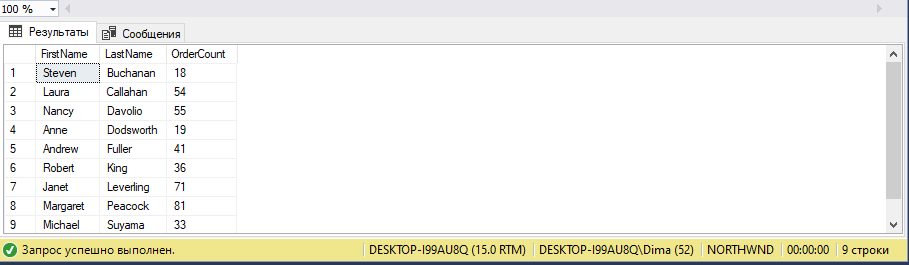 100 %
Результаты Сообщения
FirstName LastName OrderCount
1 Steven Buchanan 18
2 Laura Callahan 54
3 Nancy Davolio 55
4 Anne Dodsworth 19
5 Andrew Fuller 41
6 Robert King 36
7 Janet Leverling 71
8 Margaret Peacock 81
9 Michael Suyama 33
Запрос успешно выполнен. DESKTOP-I99AU8Q (15.0 RTM) DESKTOP-I99AU8Q\Dima (52) NORTHWND 00:00:00 9 строки